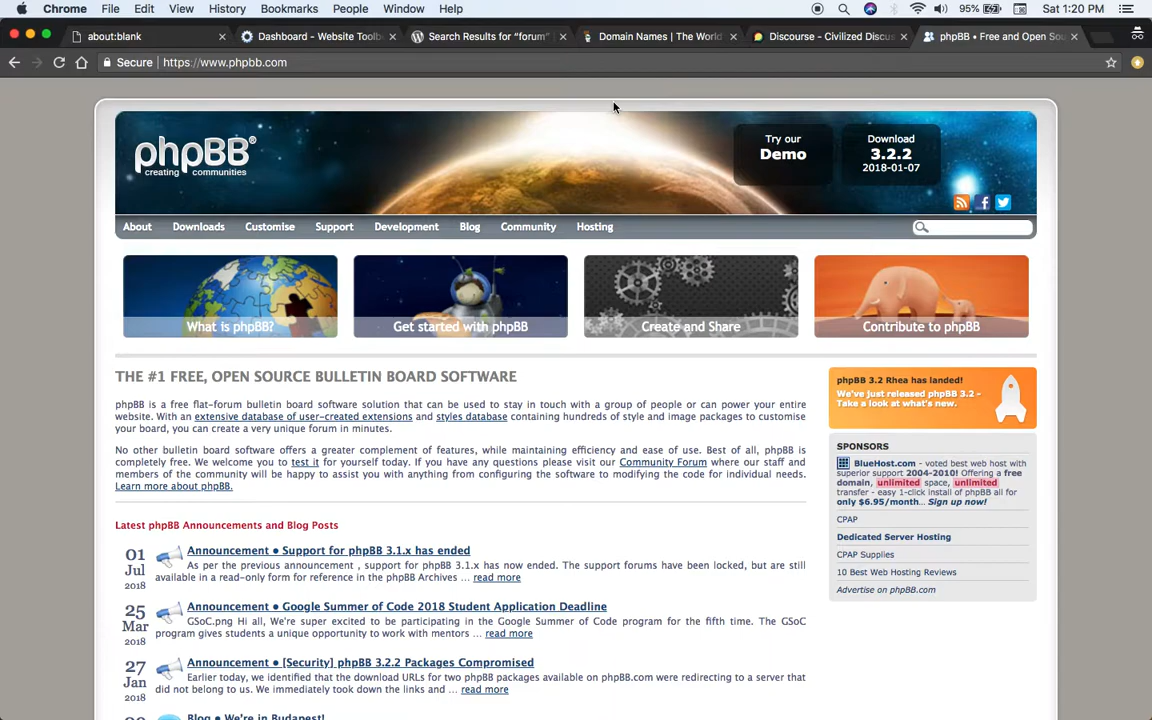 Chrome File Edit View History Bookmarks People Window Help 95% Sat 1:20 PM
about:blank Dashboard - Website Toolb Search Results for “forum” Domain Names | The World Discourse - Civilized Discus phpBB • Free and Open Sou
Secure | https://www.phpbb.com
phpBB®
creating communities
Try our
Demo
Download
3.2.2
2018-01-07
About Downloads Customise Support Development Blog Community Hosting
What is phpBB? Get started with phpBB Create and Share Contribute to phpBB
THE #1 FREE, OPEN SOURCE BULLETIN BOARD SOFTWARE
phpBB is a free flat-forum bulletin board software solution that can be used to stay in touch with a group of people or can power your entire
website. With an extensive database of user-created extensions and styles database containing hundreds of style and image packages to customise
your board, you can create a very unique forum in minutes.
No other bulletin board software offers a greater complement of features, while maintaining efficiency and ease of use. Best of all, phpBB is
completely free. We welcome you to test it for yourself today. If you have any questions please visit our Community Forum where our staff and
members of the community will be happy to assist you with anything from configuring the software to modifying the code for individual needs.
Learn more about phpBB.
Latest phpBB Announcements and Blog Posts
01
Jul
2018
Announcement • Support for phpBB 3.1.x has ended
As per the previous announcement , support for phpBB 3.1.x has now ended. The support forums have been locked, but are still
available in a read-only form for reference in the phpBB Archives ... read more
25
Mar
2018
Announcement • Google Summer of Code 2018 Student Application Deadline
GSoC.png Hi all, We're super excited to be participating in the Google Summer of Code program for the fifth time. The GSoC
program gives students a unique opportunity to work with mentors ... read more
27
Jan
2018
Announcement • [Security] phpBB 3.2.2 Packages Compromised
Earlier today, we identified that the download URLs for two phpBB packages available on phpBB.com were redirecting to a server that
did not belong to us. We immediately took down the links and ... read more
Blog • We're in Budapest!
phpBB 3.2 Rhea has landed!
We've just released phpBB 3.2 -
Take a look at what's new.
SPONSORS
BlueHost.com - voted best web host with
superior support 2004-2010! Offering a free
domain, unlimited space, unlimited
transfer - easy 1-click install of phpBB all for
only $6.95/month... Sign up now!
CPAP
Dedicated Server Hosting
CPAP Supplies
10 Best Web Hosting Reviews
Advertise on phpBB.com